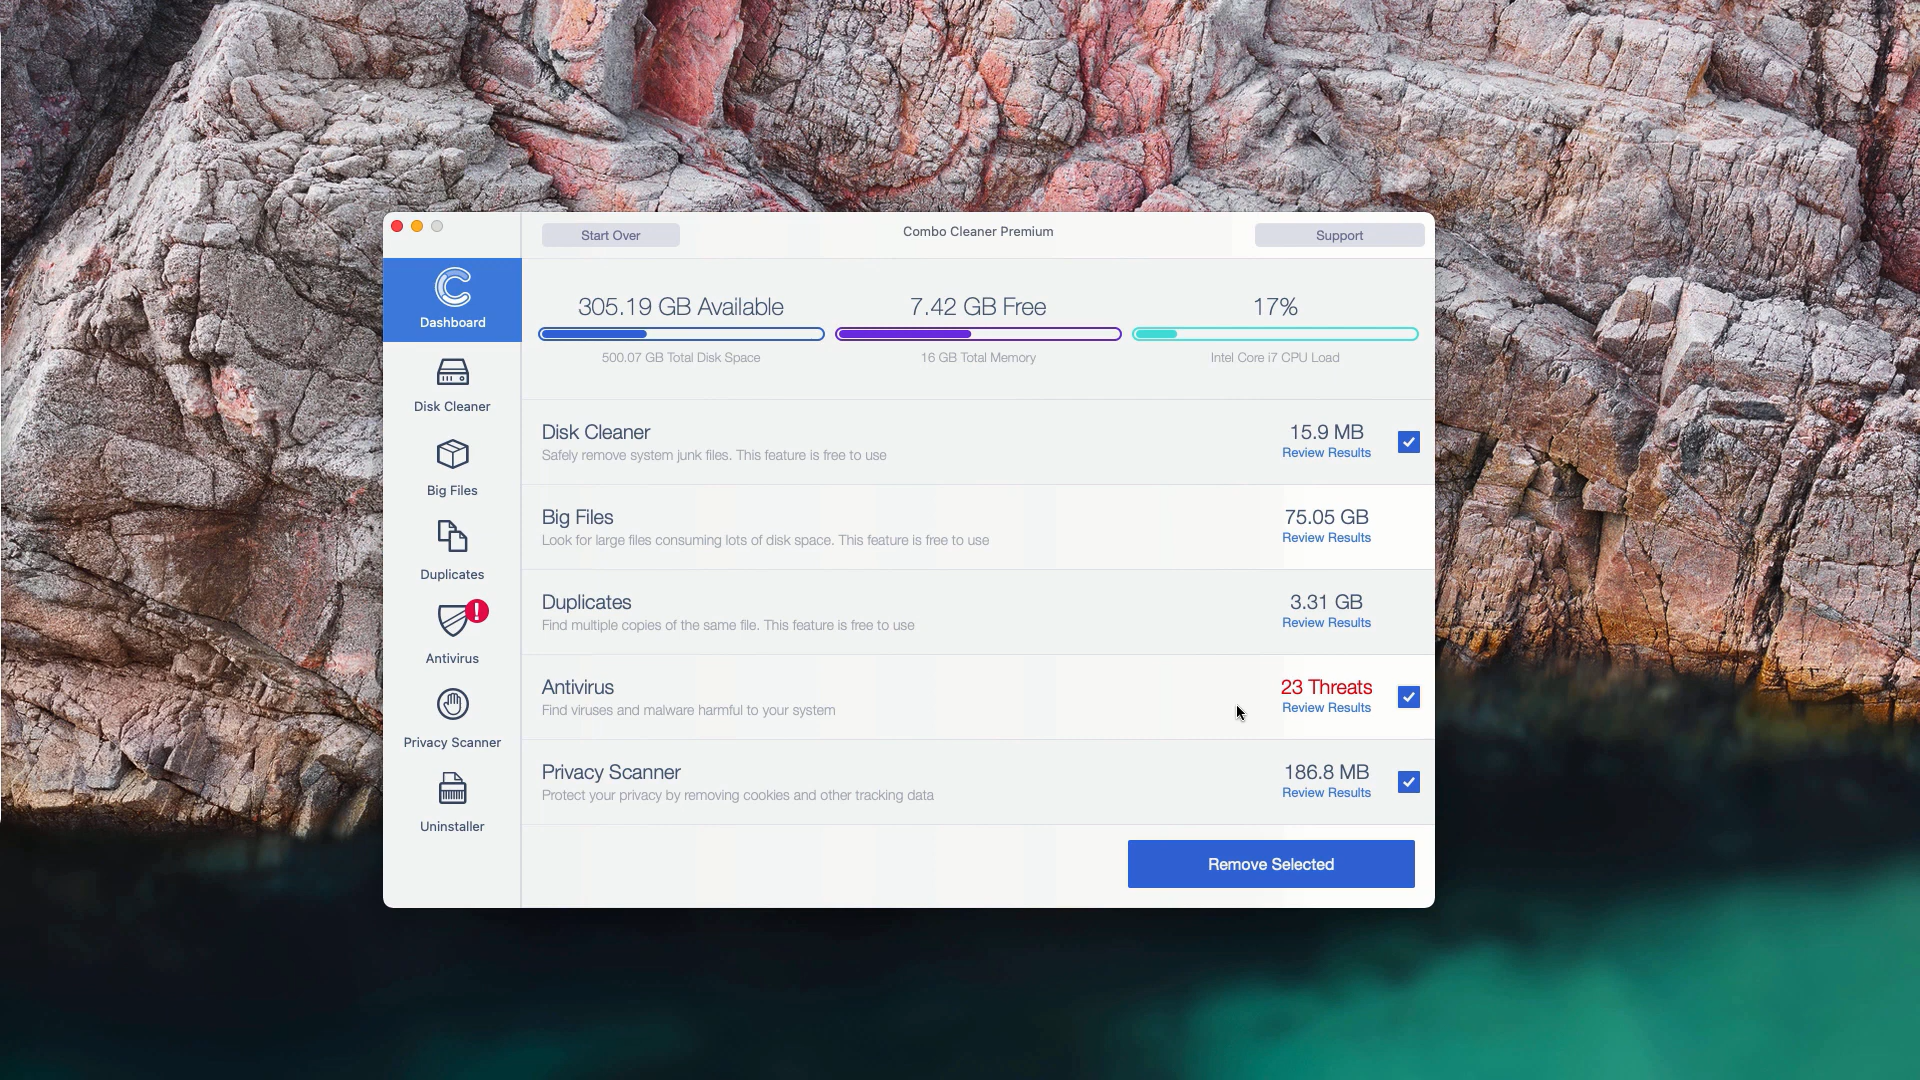 Start Over
Combo Cleaner Premium
Support
Dashboard
Disk Cleaner
Big Files
Duplicates
Antivirus
Privacy Scanner
Uninstaller
305.19 GB Available
500.07 GB Total Disk Space
7.42 GB Free
16 GB Total Memory
17%
Intel Core i7 CPU Load
Disk Cleaner
Safely remove system junk files. This feature is free to use
15.9 MB
Review Results
Big Files
Look for large files consuming lots of disk space. This feature is free to use
75.05 GB
Review Results
Duplicates
Find multiple copies of the same file. This feature is free to use
3.31 GB
Review Results
Antivirus
Find viruses and malware harmful to your system
23 Threats
Review Results
Privacy Scanner
Protect your privacy by removing cookies and other tracking data
186.8 MB
Review Results
Remove Selected